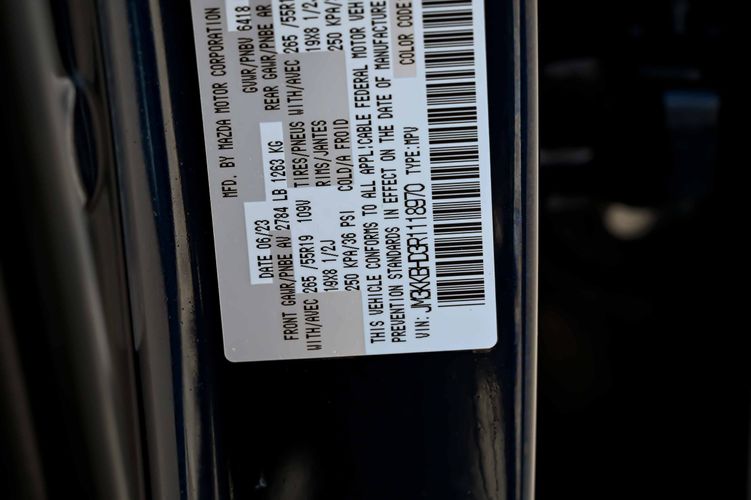 MFD. BY MAZDA MOTOR CORPORATION
DATE 06/23 GVWR/PNBV 6418
FRONT GAWR/PNBE AV 2784 LB 1263 KG REAR GAWR/PNBE AR
WITH/AVEC 265 /55R19 109V TIRES/PNEUS WITH/AVEC 265 /55R1
19X8 1/2J RIMS/JANTES 19X8 1/2
250 KPA/36 PSI COLD/A FROID 250 KPA/
THIS VEHICLE CONFORMS TO ALL APPLICABLE FEDERAL MOTOR VEH
PREVENTION STANDARDS IN EFFECT ON THE DATE OF MANUFACTURE
VIN: JM3KKBHD3R1118970 TYPE: MPV COLOR CODE